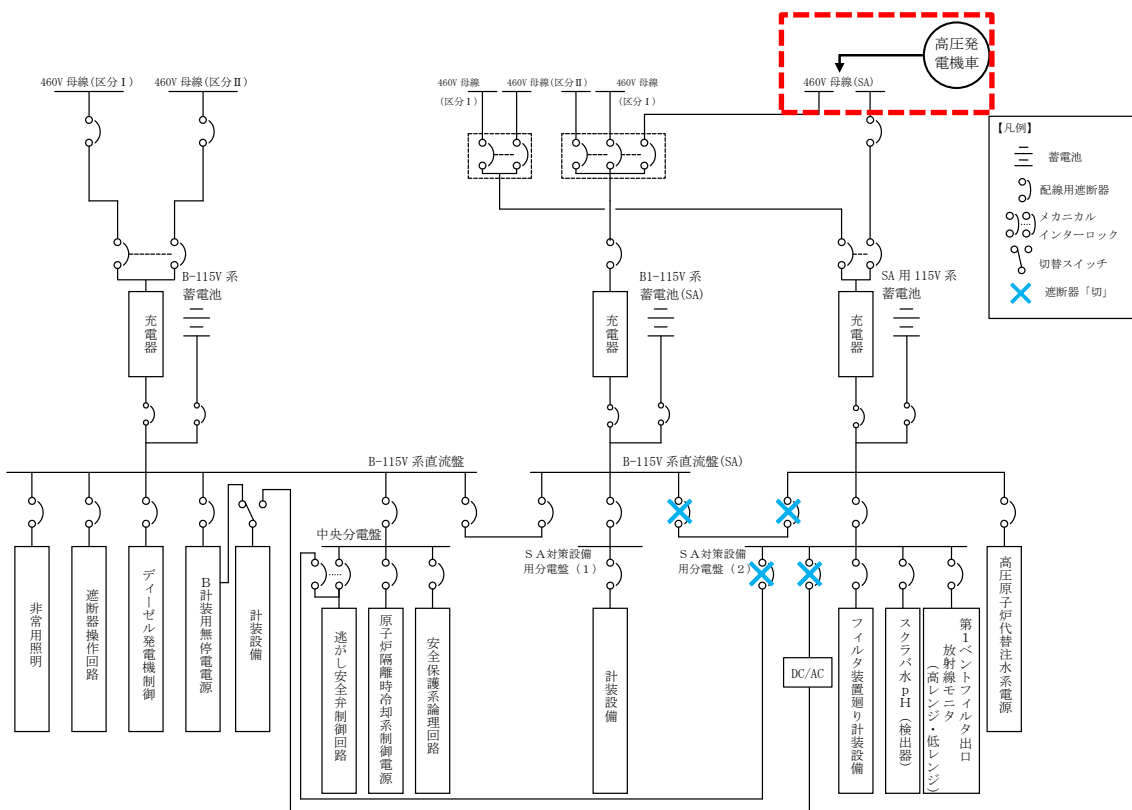 高圧発
電機車
460V 母線(区分Ⅰ)
460V 母線(区分Ⅱ)
460V 母線
(区分Ⅰ)
460V 母線(区分Ⅱ)
460V 母線
(区分Ⅰ)
460V 母線(SA)
【凡例】
蓄電池
配線用遮断器
メカニカル
インターロック
切替スイッチ
遮断器「切」
B-115V 系
蓄電池
B1-115V 系
蓄電池(SA)
SA 用 115V 系
蓄電池
充電器
充電器
充電器
B-115V 系直流盤
B-115V 系直流盤(SA)
中央分電盤
SA対策設備
用分電盤（1）
SA対策設備
用分電盤（2）
非常用照明
遮断器操作回路
ディーゼル発電機制御
B計装用無停電電源
計装設備
逃がし安全弁制御回路
原子炉隔離時冷却系制御電源
安全保護系論理回路
計装設備
DC/AC
フィルタ装置廻り計装設備
スクラバ水pH（検出器）
第1ベントフィルタ出口
放射線モニタ
（高レンジ・低レンジ）
高圧原子炉代替注水系電源